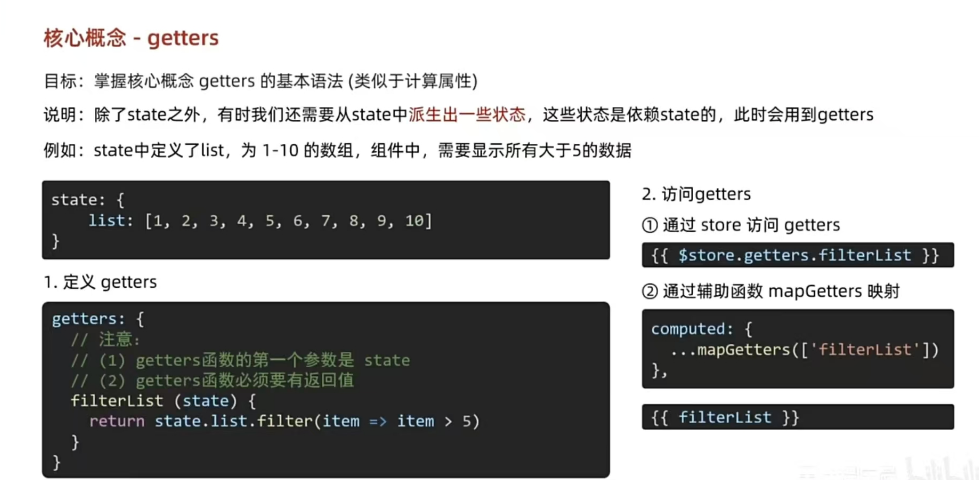 核心概念 - getters
目标：掌握核心概念 getters 的基本语法 (类似于计算属性)
说明：除了state之外，有时我们还需要从state中派生出一些状态，这些状态是依赖state的，此时会用到getters
例如：state中定义了list，为 1-10 的数组，组件中，需要显示所有大于5的数据
state: {
    list: [1, 2, 3, 4, 5, 6, 7, 8, 9, 10]
}
1. 定义 getters
getters: {
  // 注意：
  // (1) getters函数的第一个参数是 state
  // (2) getters函数必须要有返回值
  filterList (state) {
    return state.list.filter(item => item > 5)
  }
}
2. 访问getters
① 通过 store 访问 getters
{{ $store.getters.filterList }}
② 通过辅助函数 mapGetters 映射
computed: {
  ...mapGetters(['filterList'])
},
{{ filterList }}
bilibili